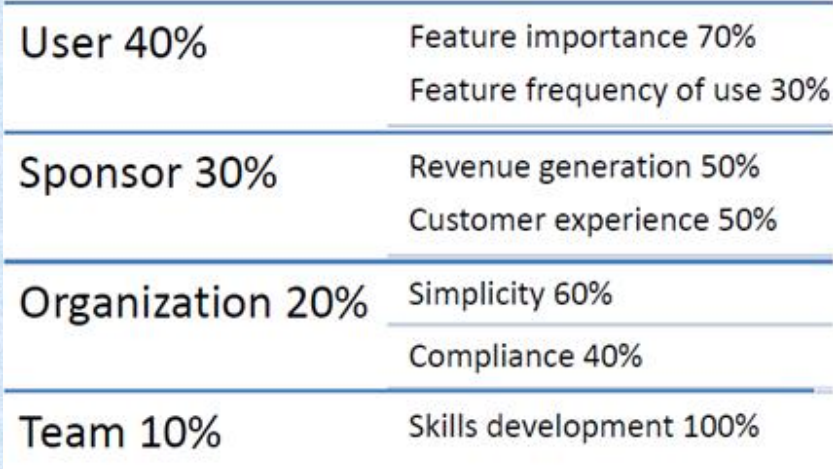 User 40%
Feature importance 70%
Feature frequency of use 30%
Sponsor 30%
Revenue generation 50%
Customer experience 50%
Organization 20%
Simplicity 60%
Compliance 40%
Team 10%
Skills development 100%